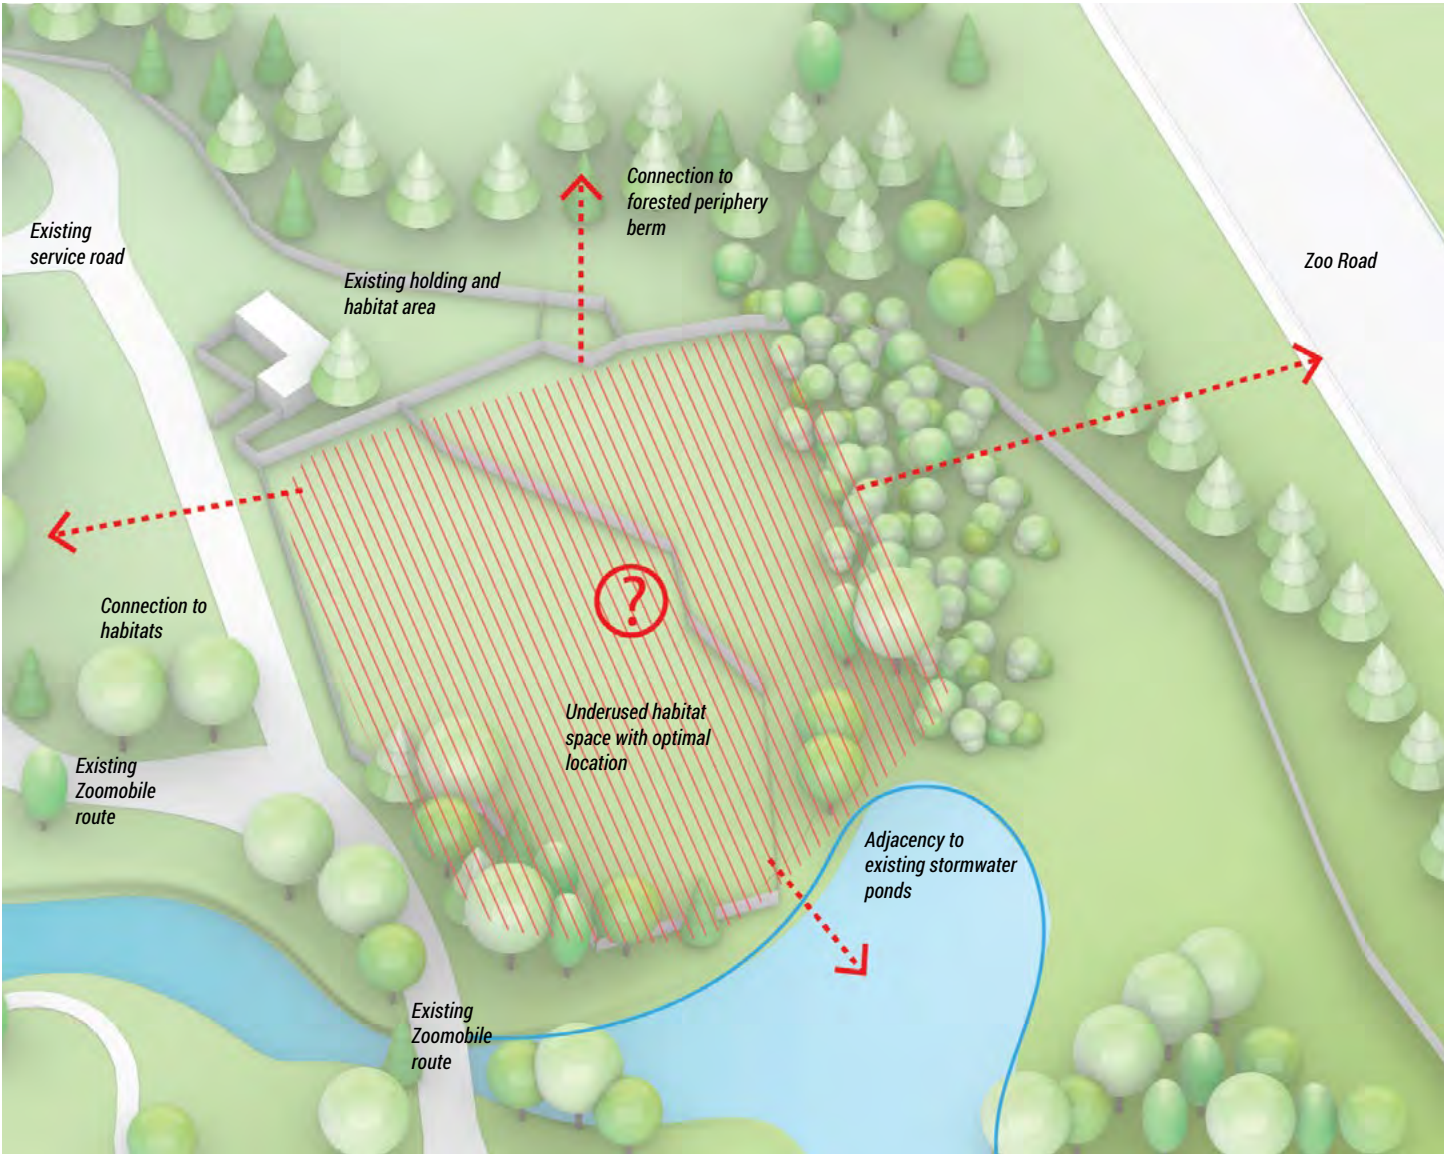 Connection to
forested periphery
berm
Existing
service road
Zoo Road
Existing holding and
habitat area
?
Connection to
habitats
Underused habitat
space with optimal
location
Existing
Zoomobile
route
Adjacency to
existing stormwater
ponds
Existing
Zoomobile
route